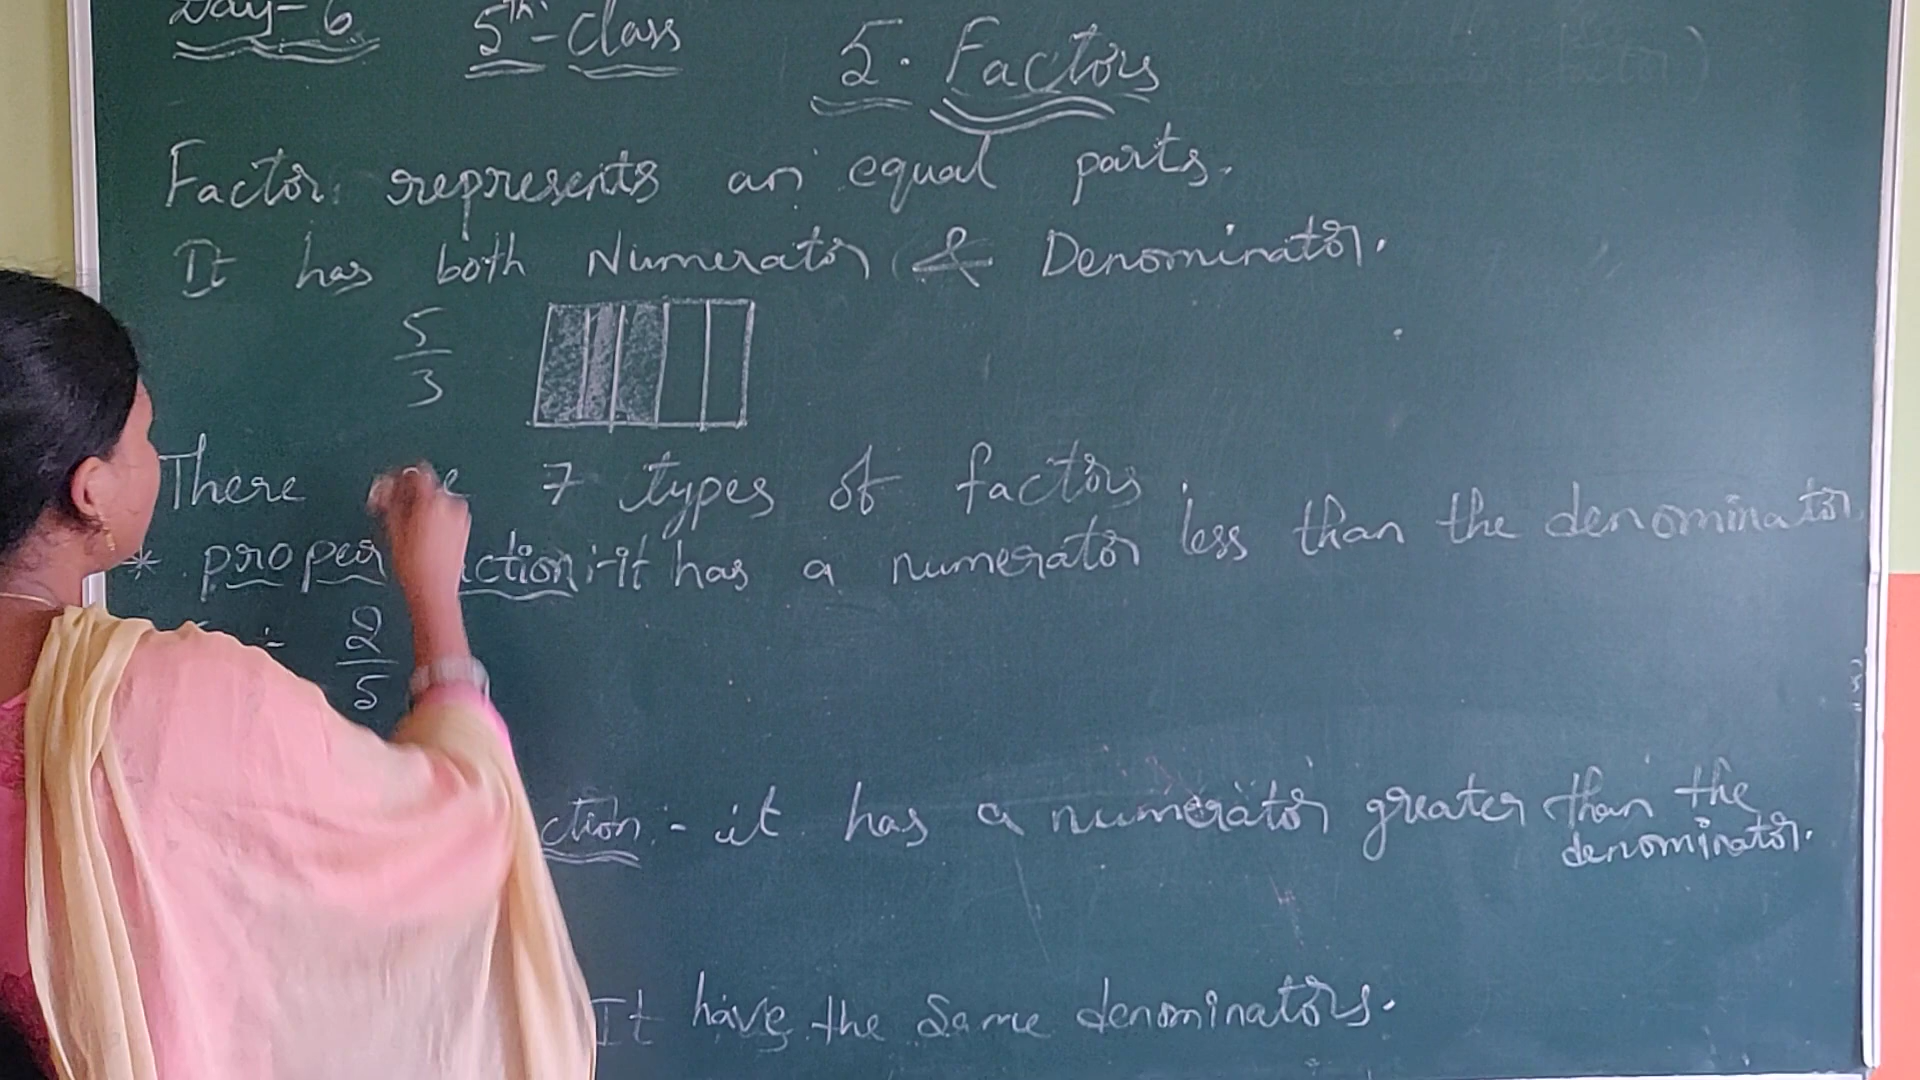 Day-6 5th-class 5. Factors
Factor represents an equal parts.
It has both Numerator & Denominator.
5
3
There are 7 types of factors.
* proper ction:-it has a numerator less than the denominator
2
5
ction:- it has a numerator greater than the
denominator.
It have the same denominators.